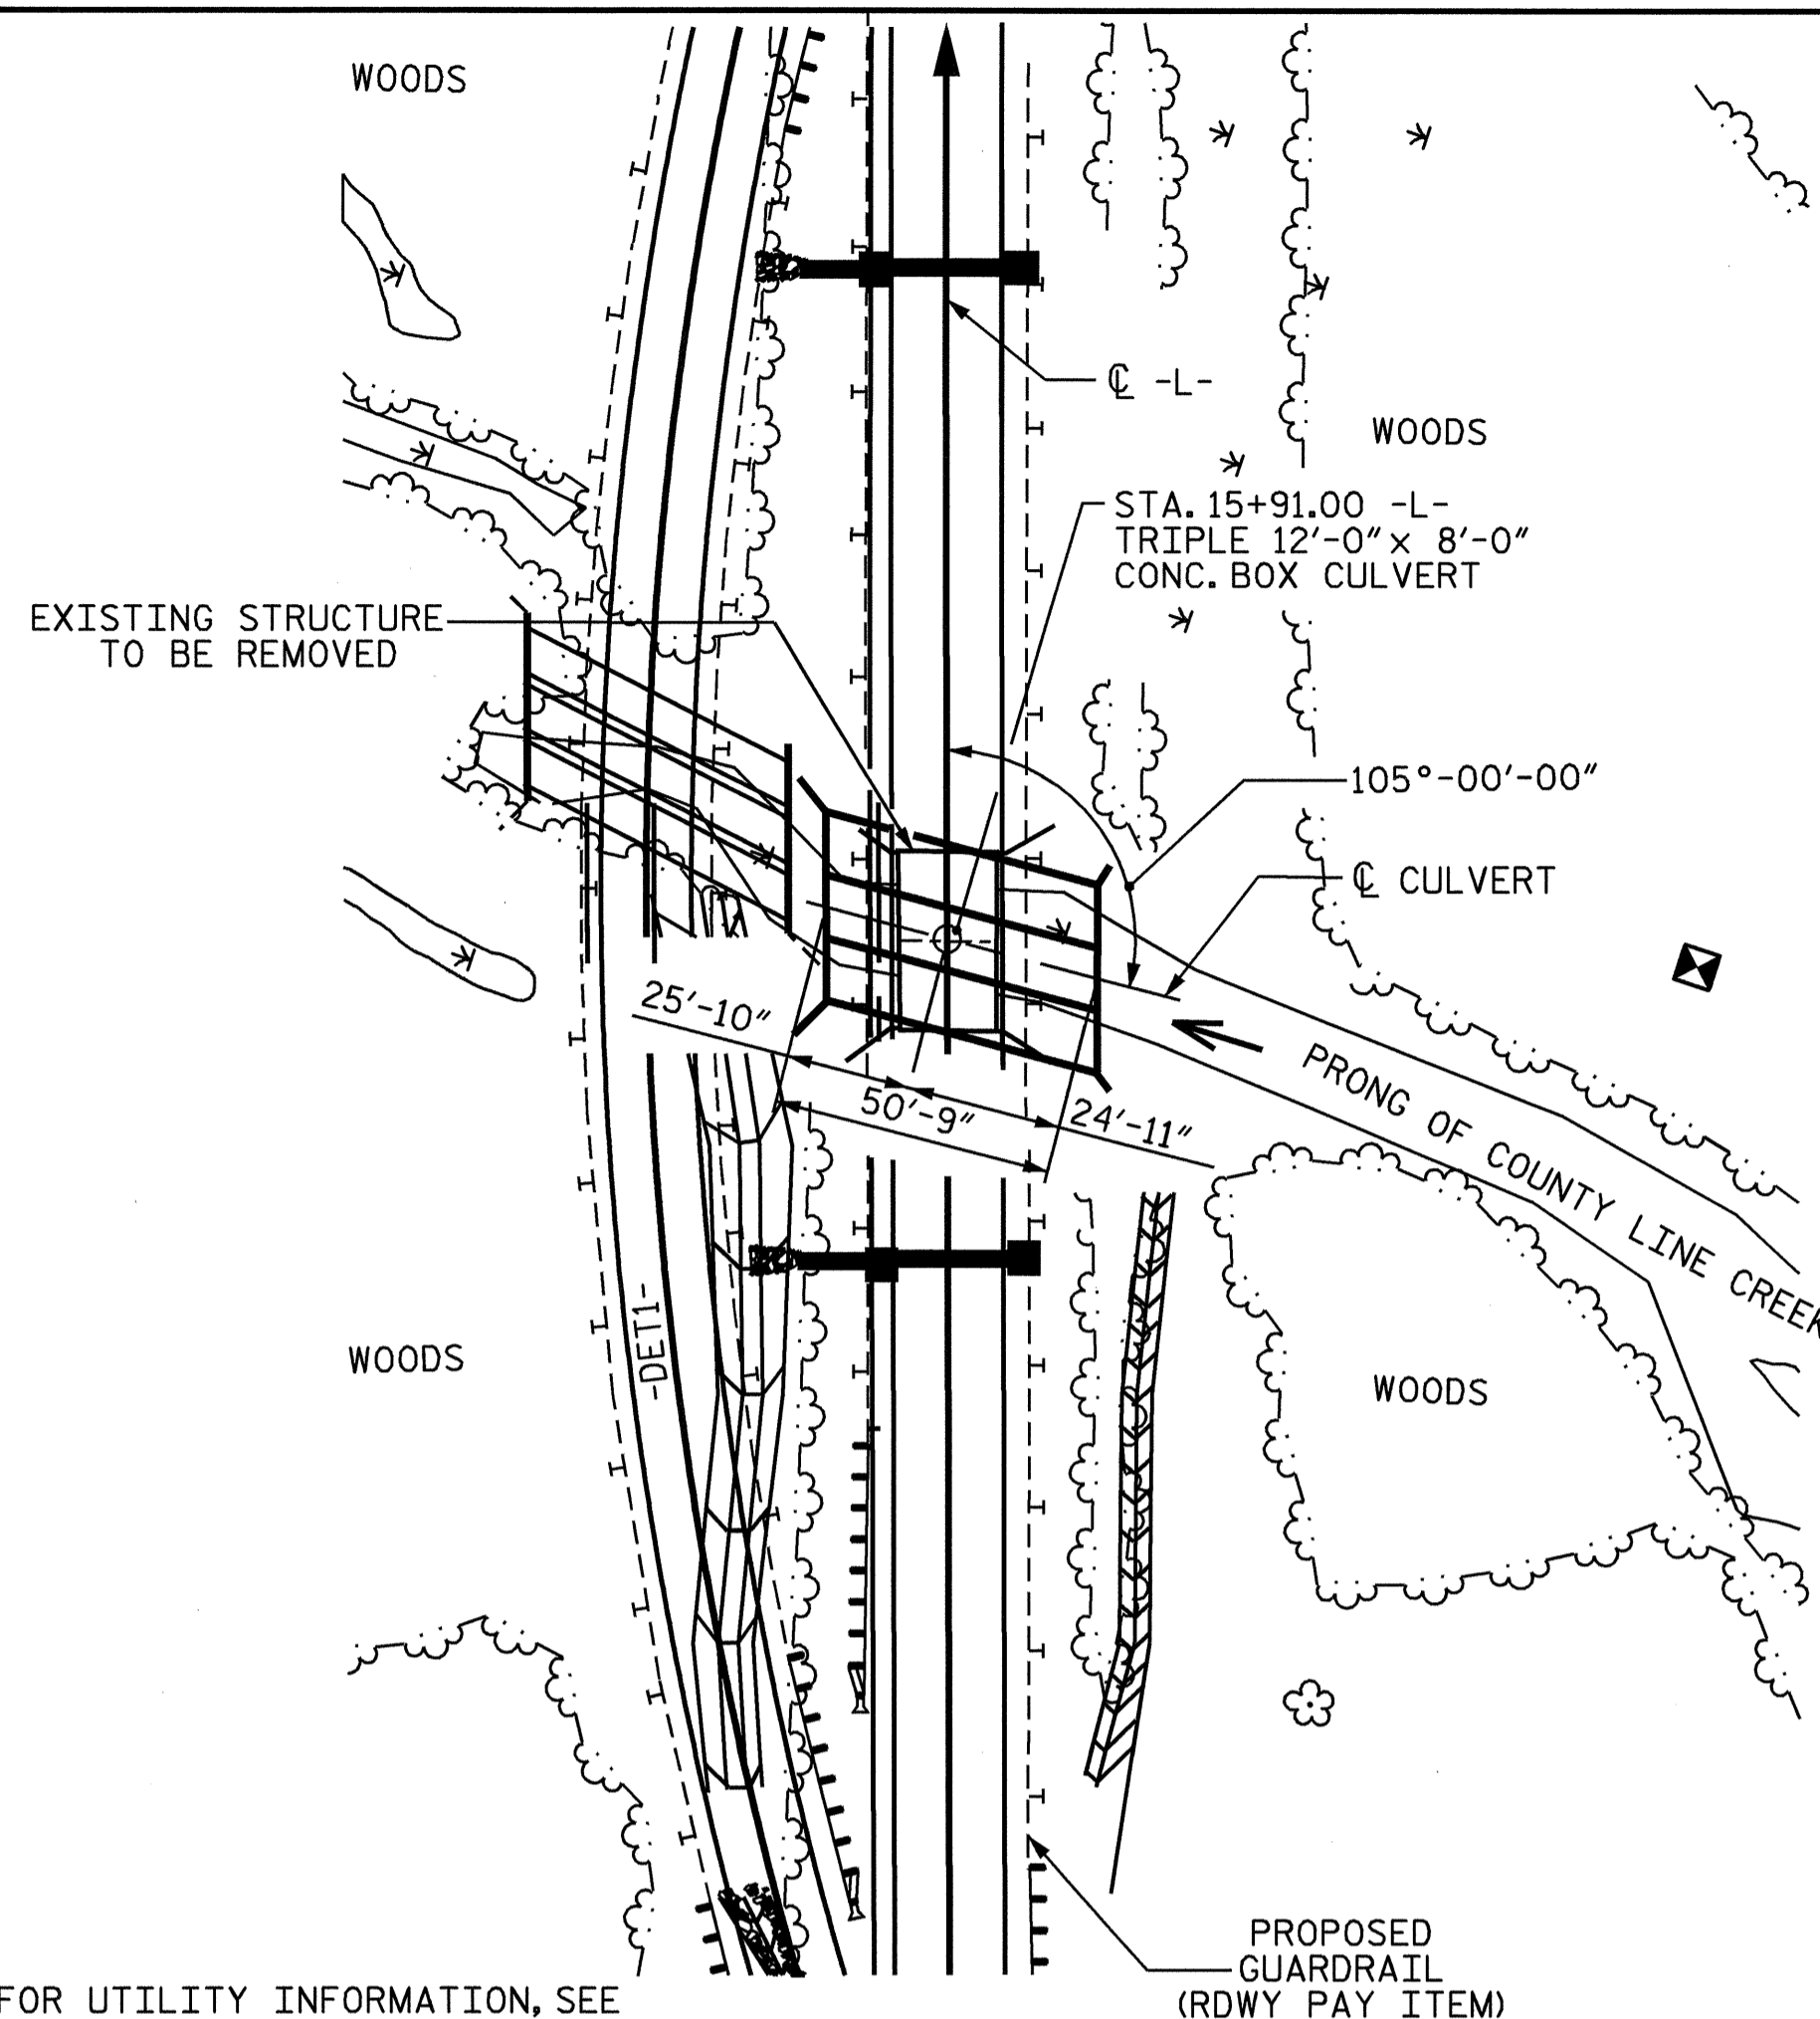 WOODS
℄ -L-
WOODS
STA. 15+91.00 -L-
TRIPLE 12'-0" x 8'-0"
CONC. BOX CULVERT
EXISTING STRUCTURE
TO BE REMOVED
105°-00'-00"
℄ CULVERT
25'-10"
50'-9"
24'-11"
PRONG OF COUNTY LINE CREEK
-DET1-
WOODS
WOODS
PROPOSED
GUARDRAIL
(RDWY PAY ITEM)
FOR UTILITY INFORMATION, SEE